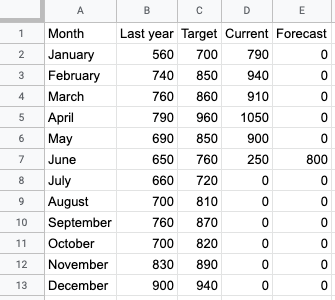 A B C D E
1 Month Last year Target Current Forecast
2 January 560 700 790 0
3 February 740 850 940 0
4 March 760 860 910 0
5 April 790 960 1050 0
6 May 690 850 900 0
7 June 650 760 250 800
8 July 660 720 0 0
9 August 700 810 0 0
10 September 760 870 0 0
11 October 700 820 0 0
12 November 830 890 0 0
13 December 900 940 0 0